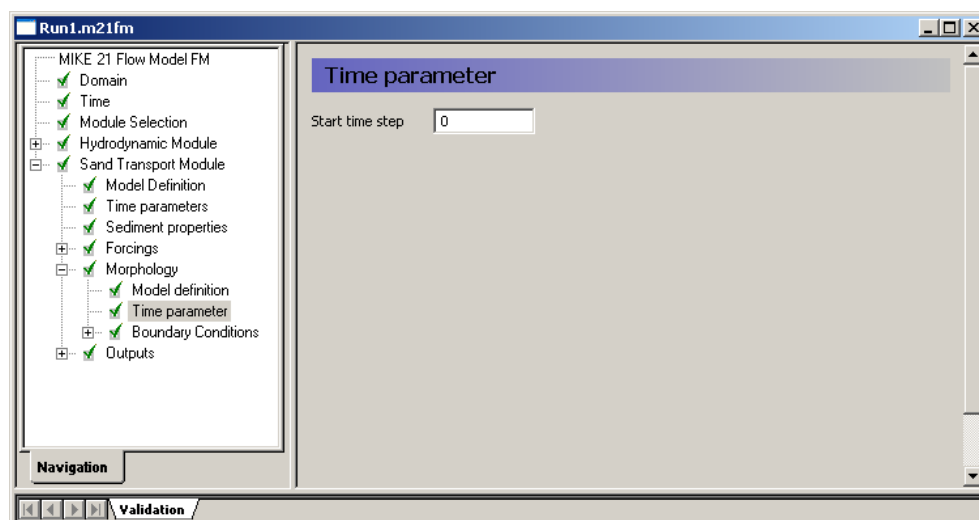 Run1.m21fm
MIKE 21 Flow Model FM
Domain
Time
Module Selection
Hydrodynamic Module
Sand Transport Module
Model Definition
Time parameters
Sediment properties
Forcings
Morphology
Model definition
Time parameter
Boundary Conditions
Outputs
Navigation
Time parameter
Start time step 0
Validation